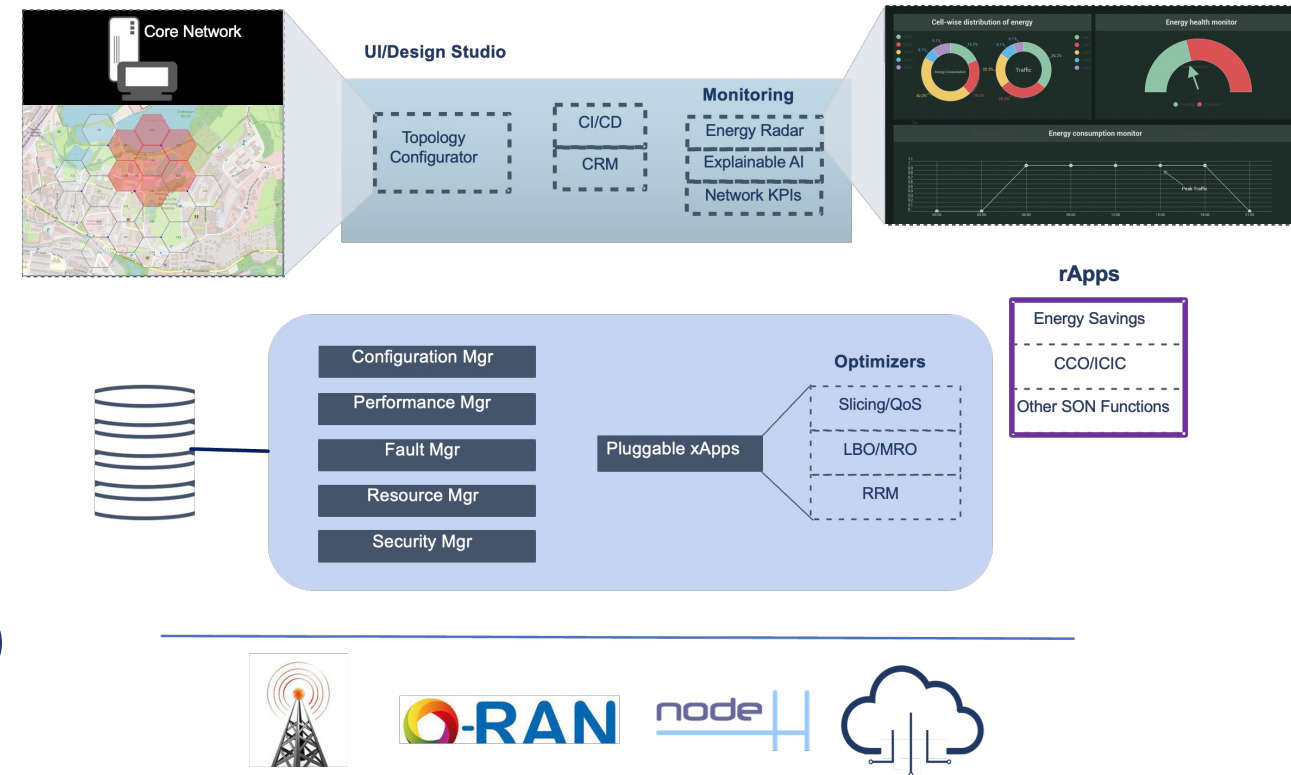 Core Network
UI/Design Studio
Topology
Configurator
CI/CD
CRM
Monitoring
Energy Radar
Explainable AI
Network KPIs
Cell-wise distribution of energy
Energy Consumption
Traffic
Energy health monitor
Energy consumption monitor
Peak Traffic
rApps
Energy Savings
CCO/ICIC
Other SON Functions
Configuration Mgr
Performance Mgr
Fault Mgr
Resource Mgr
Security Mgr
Pluggable xApps
Optimizers
Slicing/QoS
LBO/MRO
RRM
O-RAN
node H